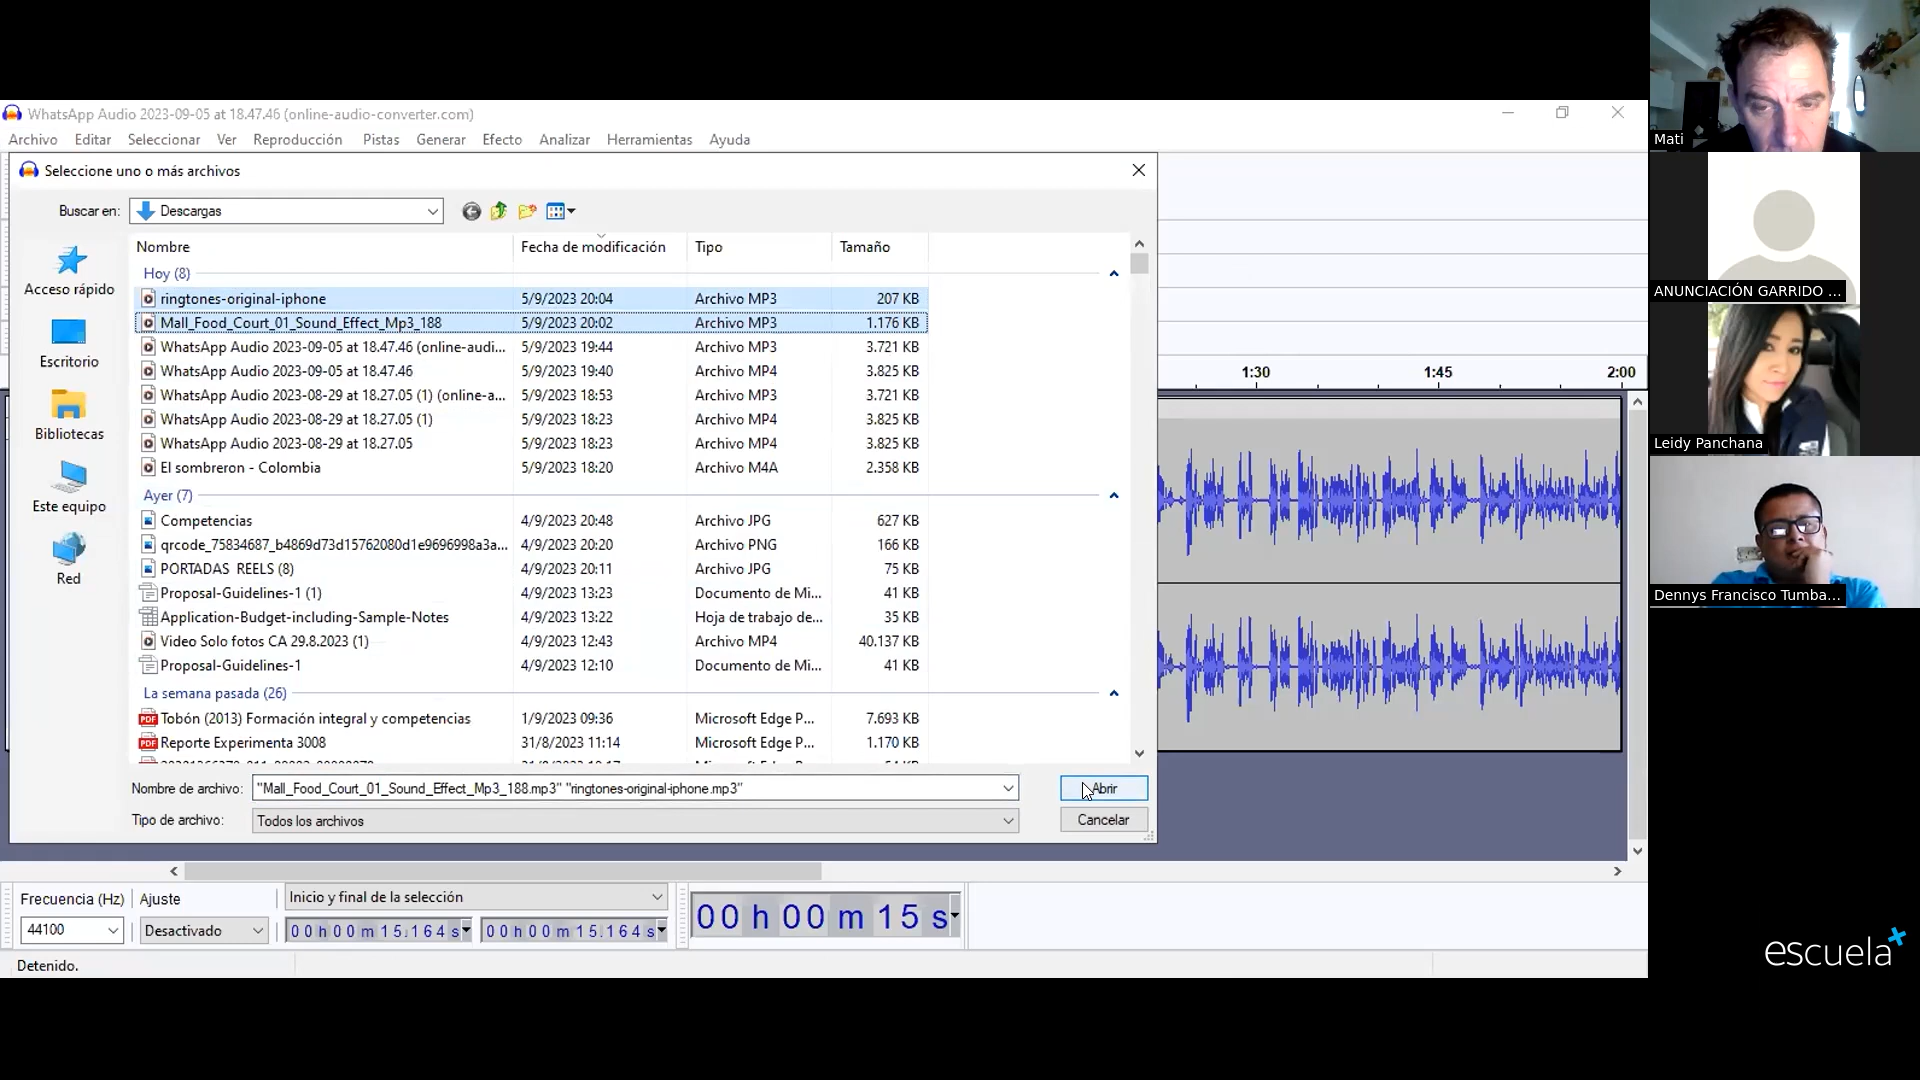 WhatsApp Audio 2023-09-05 at 18.47.46 (online-audio-converter.com)
Archivo Editar Seleccionar Ver Reproducción Pistas Generar Efecto Analizar Herramientas Ayuda
Seleccione uno o más archivos
Buscar en: Descargas
Nombre Fecha de modificación Tipo Tamaño
Hoy (8)
ringtones-original-iphone 5/9/2023 20:04 Archivo MP3 207 KB
Mall_Food_Court_01_Sound_Effect_Mp3_188 5/9/2023 20:02 Archivo MP3 1.176 KB
WhatsApp Audio 2023-09-05 at 18.47.46 (online-audi... 5/9/2023 19:44 Archivo MP3 3.721 KB
WhatsApp Audio 2023-09-05 at 18.47.46 5/9/2023 19:40 Archivo MP4 3.825 KB
WhatsApp Audio 2023-08-29 at 18.27.05 (1) (online-a... 5/9/2023 18:53 Archivo MP3 3.721 KB
WhatsApp Audio 2023-08-29 at 18.27.05 (1) 5/9/2023 18:23 Archivo MP4 3.825 KB
WhatsApp Audio 2023-08-29 at 18.27.05 5/9/2023 18:23 Archivo MP4 3.825 KB
El sombreron - Colombia 5/9/2023 18:20 Archivo M4A 2.358 KB
Ayer (7)
Competencias 4/9/2023 20:48 Archivo JPG 627 KB
qrcode_75834687_b4869d73d15762080d1e9696998a3a... 4/9/2023 20:20 Archivo PNG 166 KB
PORTADAS REELS (8) 4/9/2023 20:11 Archivo JPG 75 KB
Proposal-Guidelines-1 (1) 4/9/2023 13:23 Documento de Mi... 41 KB
Application-Budget-including-Sample-Notes 4/9/2023 13:22 Hoja de trabajo de... 35 KB
Video Solo fotos CA 29.8.2023 (1) 4/9/2023 12:43 Archivo MP4 40.137 KB
Proposal-Guidelines-1 4/9/2023 12:10 Documento de Mi... 41 KB
La semana pasada (26)
PDF Tobón (2013) Formación integral y competencias 1/9/2023 09:36 Microsoft Edge P... 7.693 KB
PDF Reporte Experimenta 3008 31/8/2023 11:14 Microsoft Edge P... 1.170 KB
Acceso rápido
Escritorio
Bibliotecas
Este equipo
Red
Nombre de archivo: "Mall_Food_Court_01_Sound_Effect_Mp3_188.mp3" "ringtones-original-iphone.mp3" Abrir
Tipo de archivo: Todos los archivos Cancelar
1:30 1:45 2:00
Frecuencia (Hz) Ajuste Inicio y final de la selección
44100 Desactivado 00h00m15.164s 00h00m15.164s
00 h 00 m 15 s
Detenido.
Mati
ANUNCIACIÓN GARRIDO ...
Leidy Panchana
Dennys Francisco Tumba...
escuela+